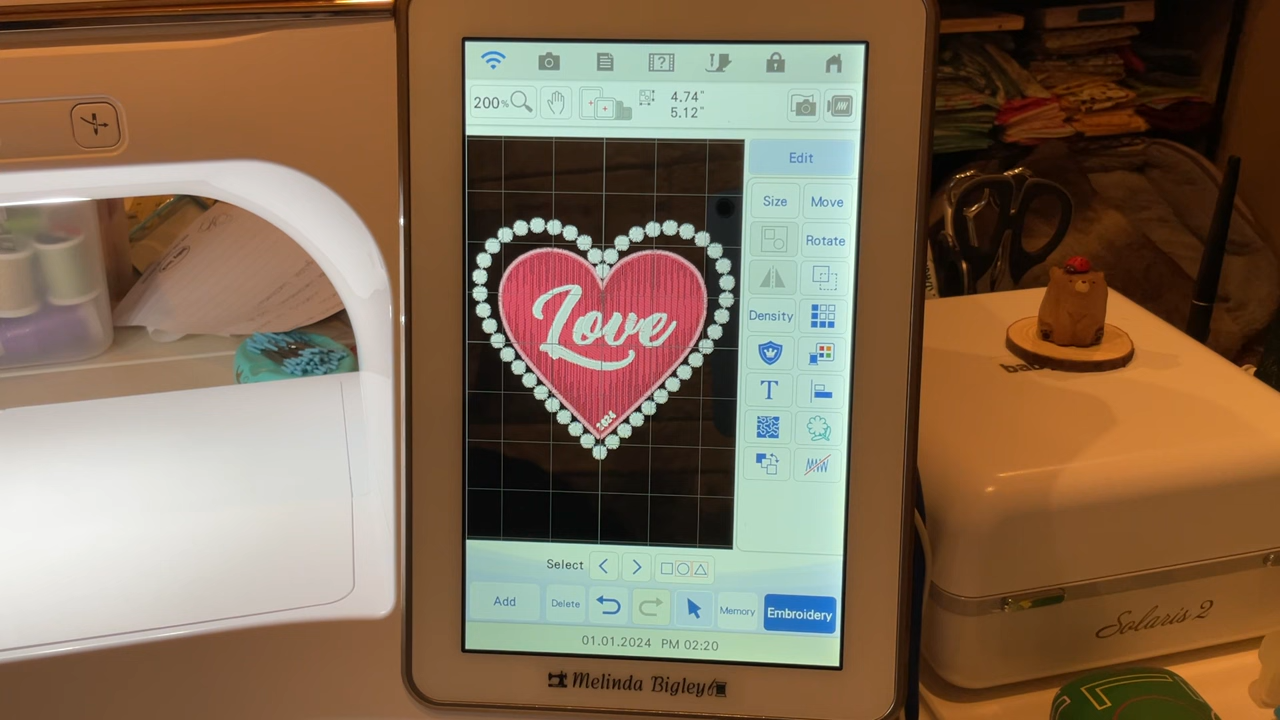 200%
4.74"
5.12"
Edit
Size
Move
Rotate
Density
T
Love
2024
Select
Add
Delete
Memory
Embroidery
01.01.2024 PM 02:20
Melinda Bigley
Solaris 2